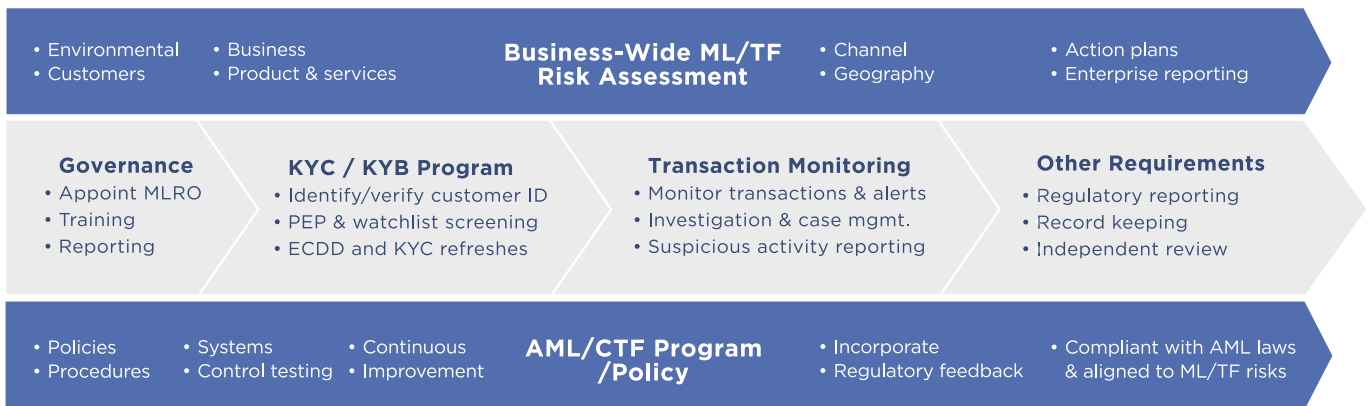 • Environmental
• Customers
• Business
• Product & services
Business-Wide ML/TF
Risk Assessment
• Channel
• Geography
• Action plans
• Enterprise reporting
Governance
• Appoint MLRO
• Training
• Reporting
KYC / KYB Program
• Identify/verify customer ID
• PEP & watchlist screening
• ECDD and KYC refreshes
Transaction Monitoring
• Monitor transactions & alerts
• Investigation & case mgmt.
• Suspicious activity reporting
Other Requirements
• Regulatory reporting
• Record keeping
• Independent review
• Policies
• Procedures
• Systems
• Control testing
• Continuous
• Improvement
AML/CTF Program
/Policy
• Incorporate
• Regulatory feedback
• Compliant with AML laws
& aligned to ML/TF risks